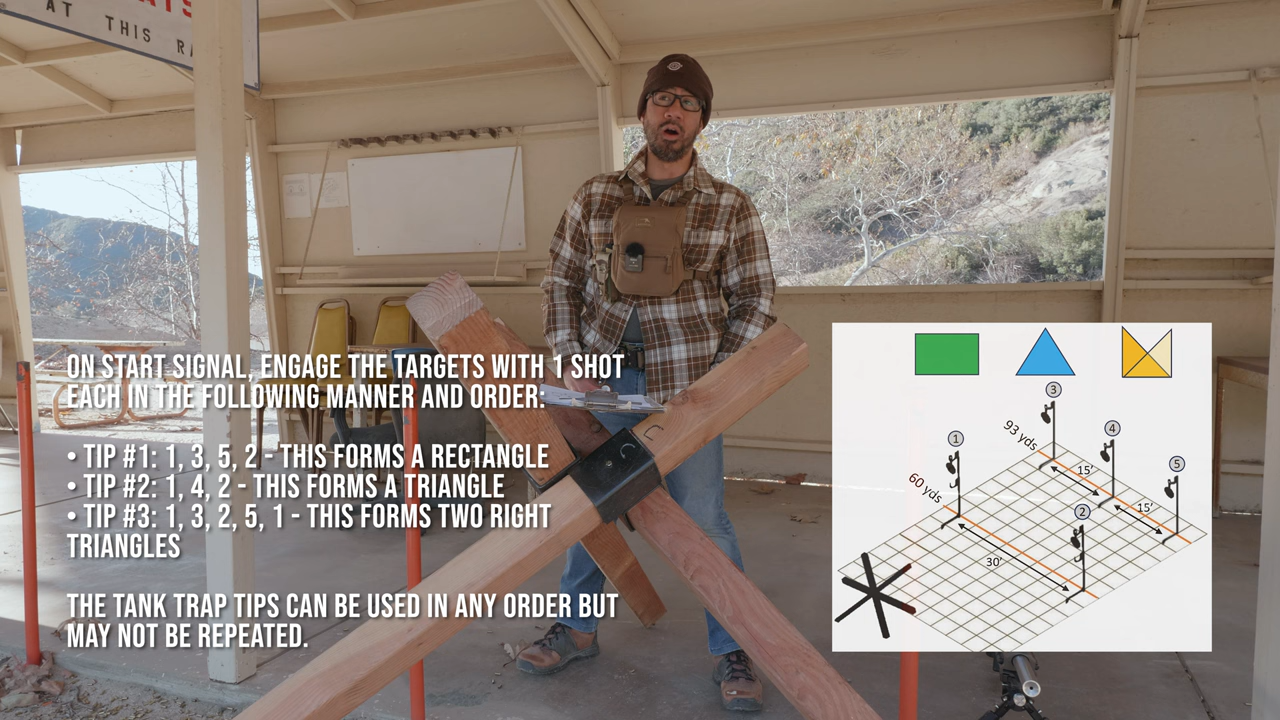 AT THIS RA
ON START SIGNAL, ENGAGE THE TARGETS WITH 1 SHOT
EACH IN THE FOLLOWING MANNER AND ORDER:
• TIP #1: 1, 3, 5, 2 - THIS FORMS A RECTANGLE
• TIP #2: 1, 4, 2 - THIS FORMS A TRIANGLE
• TIP #3: 1, 3, 2, 5, 1 - THIS FORMS TWO RIGHT
TRIANGLES
THE TANK TRAP TIPS CAN BE USED IN ANY ORDER BUT
MAY NOT BE REPEATED.
C
C
3
93 yds
4
1
15'
5
60 yds
15'
2
30'